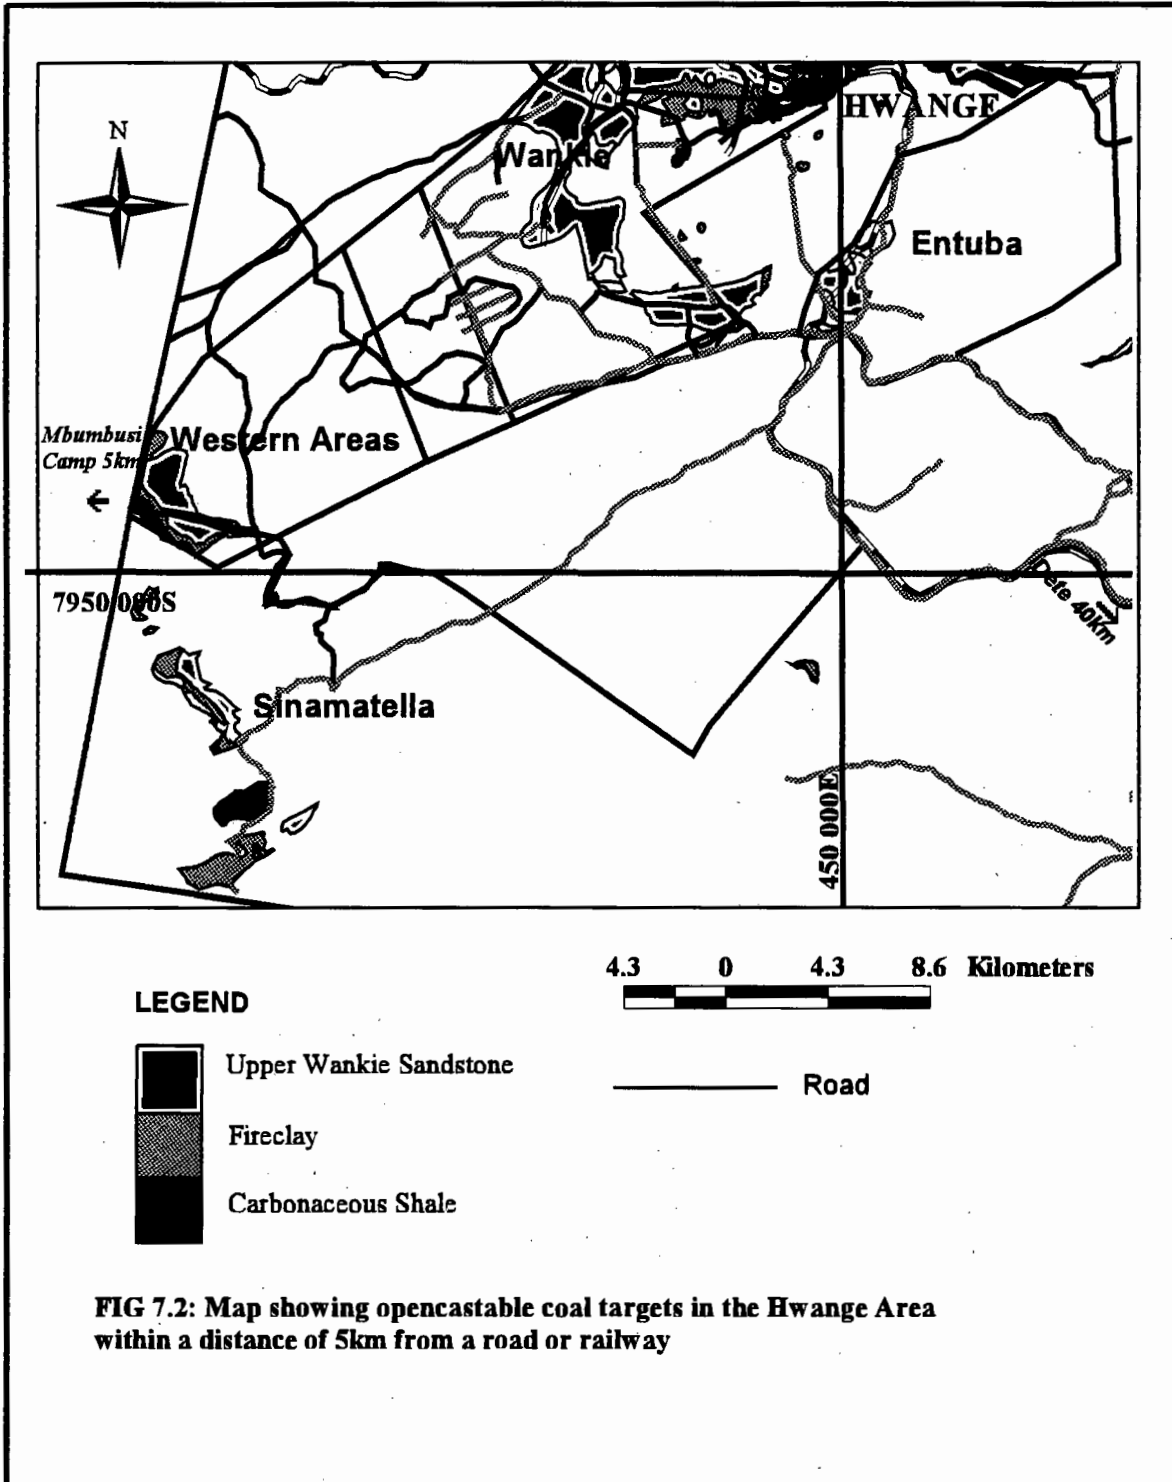 N
HWANGE
Wankie
Entuba
Mbumbusi
Camp 5km
Western Areas
7950 000S
Dete 40km
Sinamatella
450 000E
4.3 0 4.3 8.6 Kilometers
LEGEND
Upper Wankie Sandstone
Road
Fireclay
Carbonaceous Shale
FIG 7.2: Map showing opencastable coal targets in the Hwange Area
within a distance of 5km from a road or railway